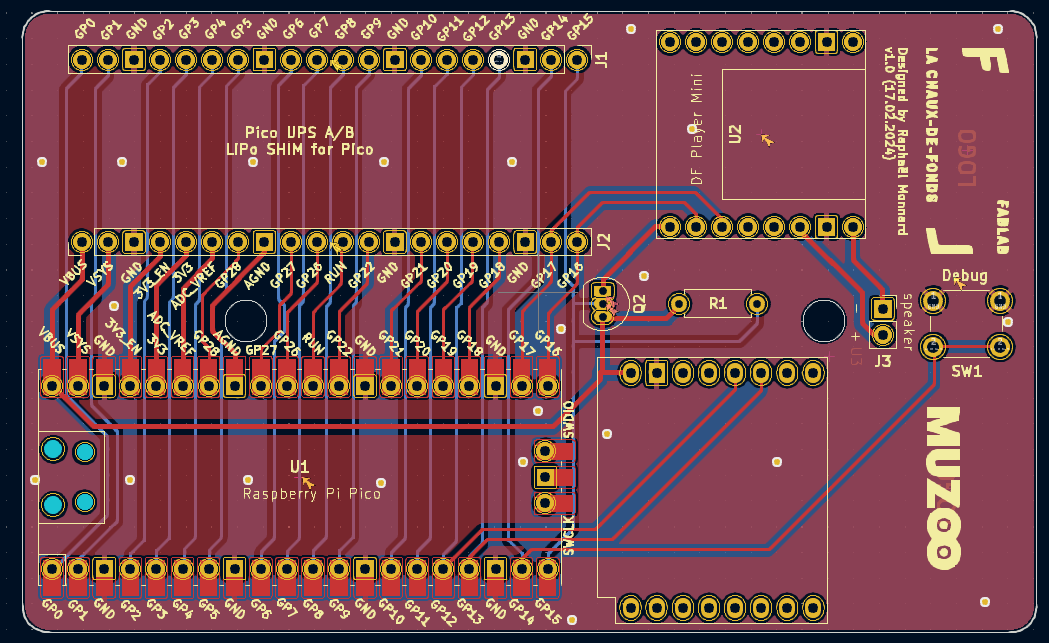 GP0 GP1 GND GP2 GP3 GP4 GP5 GND GP6 GP7 GP8 GP9 GND GP10 GP11 GP12 GP13 GND GP14 GP15
J1
Pico UPS A/B
LiPo SHIM for Pico
DF Player Mini
U2
Designed by Raphaël Monnard
v1.0 (17.02.2024)
LA CHAUX-DE-FONDS
F
LOGO
FABLAB
L
J2
VBUS VSYS GND 3V3_EN 3V3 ADC_VREF GP28 AGND GP27 GP26 RUN GP22 GND GP21 GP20 GP19 GP18 GND GP17 GP16
Q2
R1
Debug
speaker
-
+
U3
J3
SW1
VBUS VSYS GND 3V3_EN 3V3 ADC_VREF GP28 AGND GP27 GP26 RUN GP22 GND GP21 GP20 GP19 GP18 GND GP17 GP16
SWDIO
U1
Raspberry Pi Pico
SWCLK
MUZOO
GP0 GP1 GND GP2 GP3 GP4 GP5 GND GP6 GP7 GP8 GP9 GND GP10 GP11 GP12 GP13 GND GP14 GP15